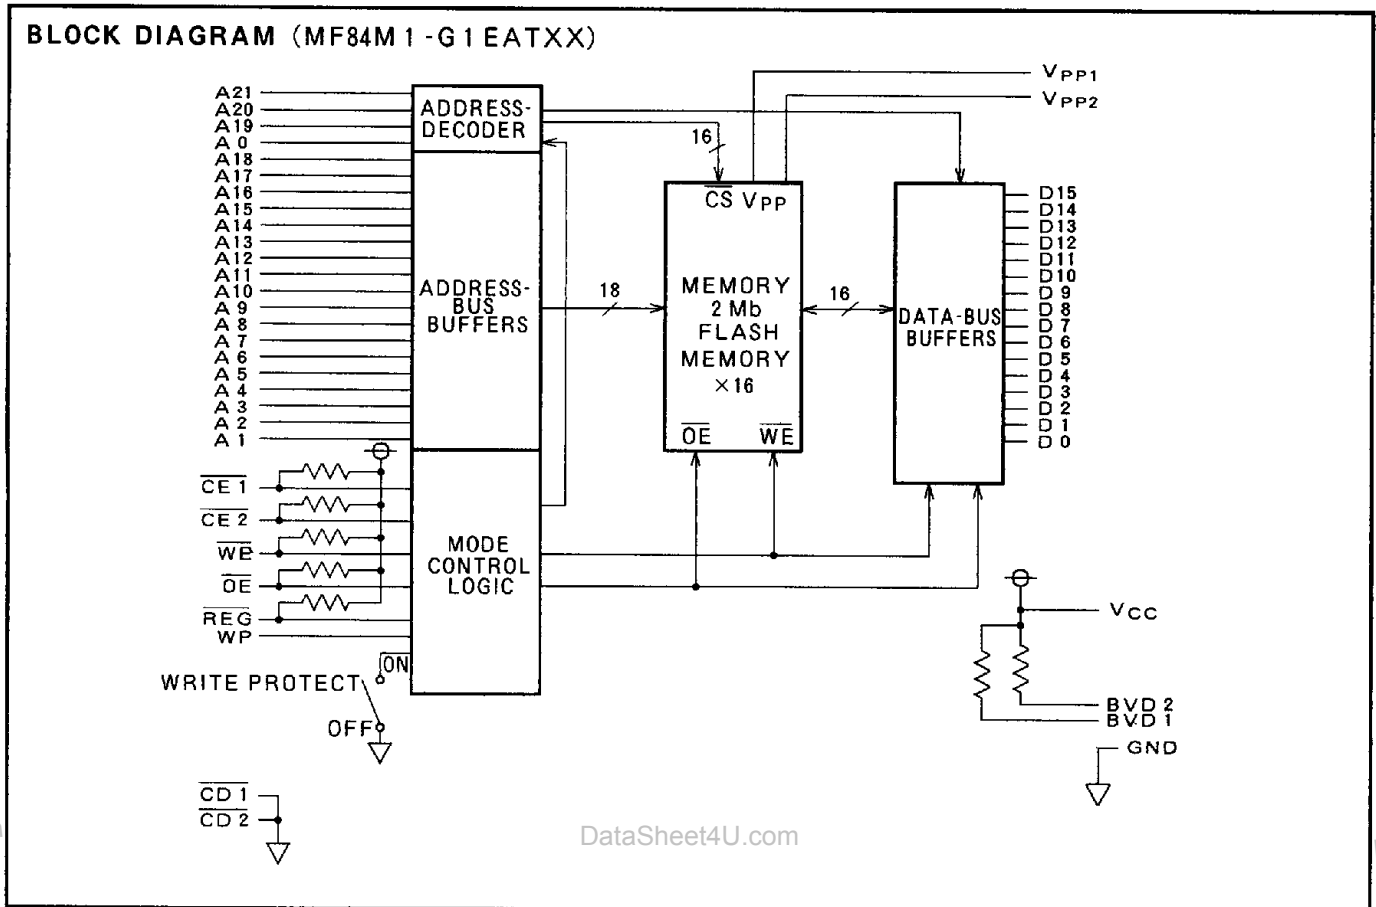 BLOCK DIAGRAM (MF84M1-G1EATXX)
A21
A20
A19
A0
A18
A17
A16
A15
A14
A13
A12
A11
A10
A9
A8
A7
A6
A5
A4
A3
A2
A1
CE1
CE2
WE
OE
REG
WP
ADDRESS-
DECODER
ADDRESS-
BUS
BUFFERS
MODE
CONTROL
LOGIC
ON
WRITE PROTECT
OFF
CD1
CD2
16
18
CS VPP
MEMORY
2Mb
FLASH
MEMORY
×16
OE WE
16
VPP1
VPP2
DATA-BUS
BUFFERS
D15
D14
D13
D12
D11
D10
D9
D8
D7
D6
D5
D4
D3
D2
D1
D0
VCC
BVD2
BVD1
GND
DataSheet4U.com